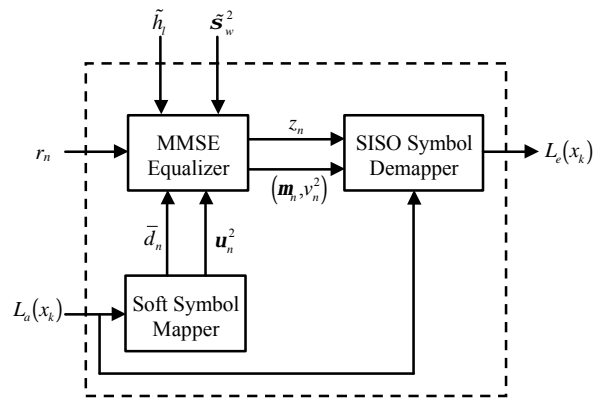 h̃_l
s̃_w^2
r_n
MMSE
Equalizer
z_n
(m_n, v_n^2)
SISO Symbol
Demapper
L_e(x_k)
d̄_n
u_n^2
L_a(x_k)
Soft Symbol
Mapper